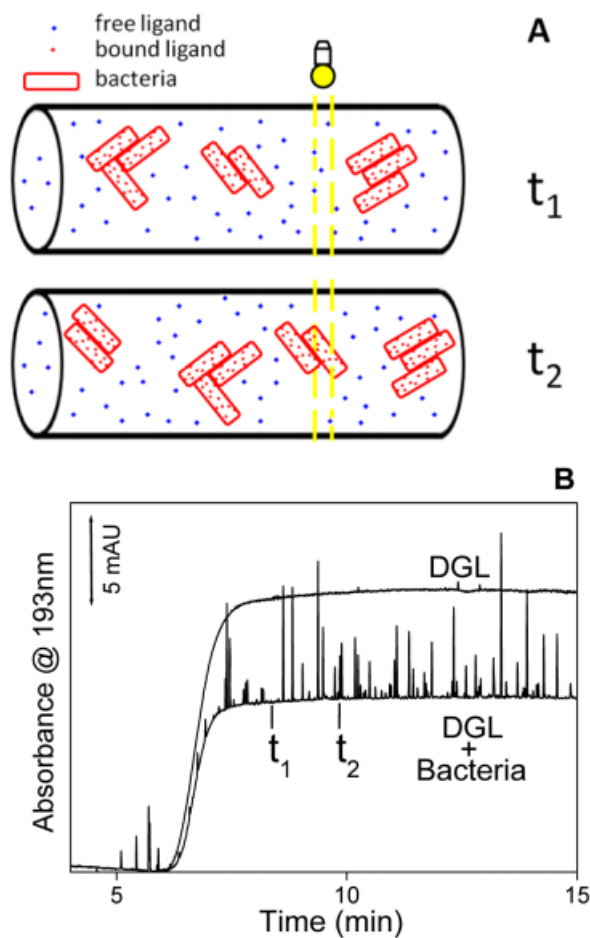 free ligand
bound ligand
bacteria
A
t1
t2
B
5 mAU
Absorbance @ 193nm
DGL
t1
t2
DGL
+
Bacteria
5
10
15
Time (min)